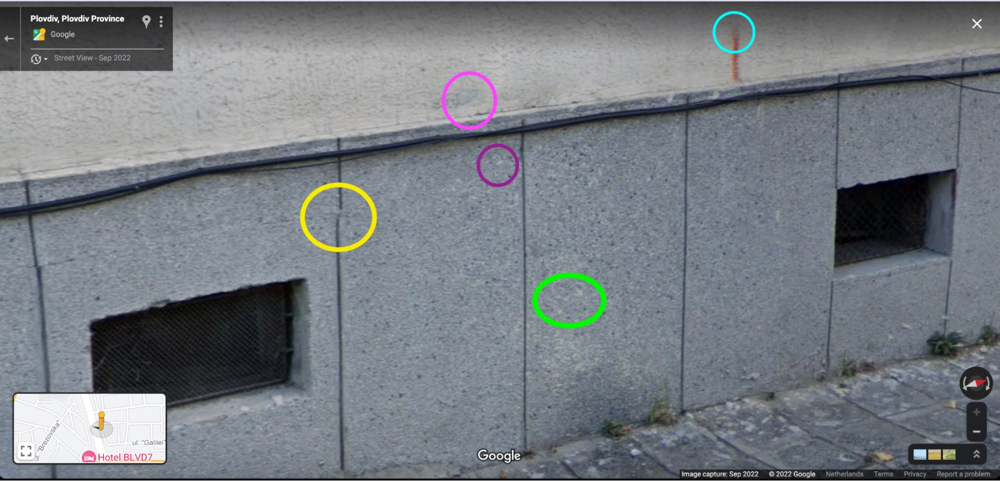 Plovdiv, Plovdiv Province
Google
Street View - Sep 2022
ul. "Brezovska"
ul. "Galilei"
Hotel BLVD7
Google
Image capture: Sep 2022 © 2022 Google Netherlands Terms Privacy Report a problem